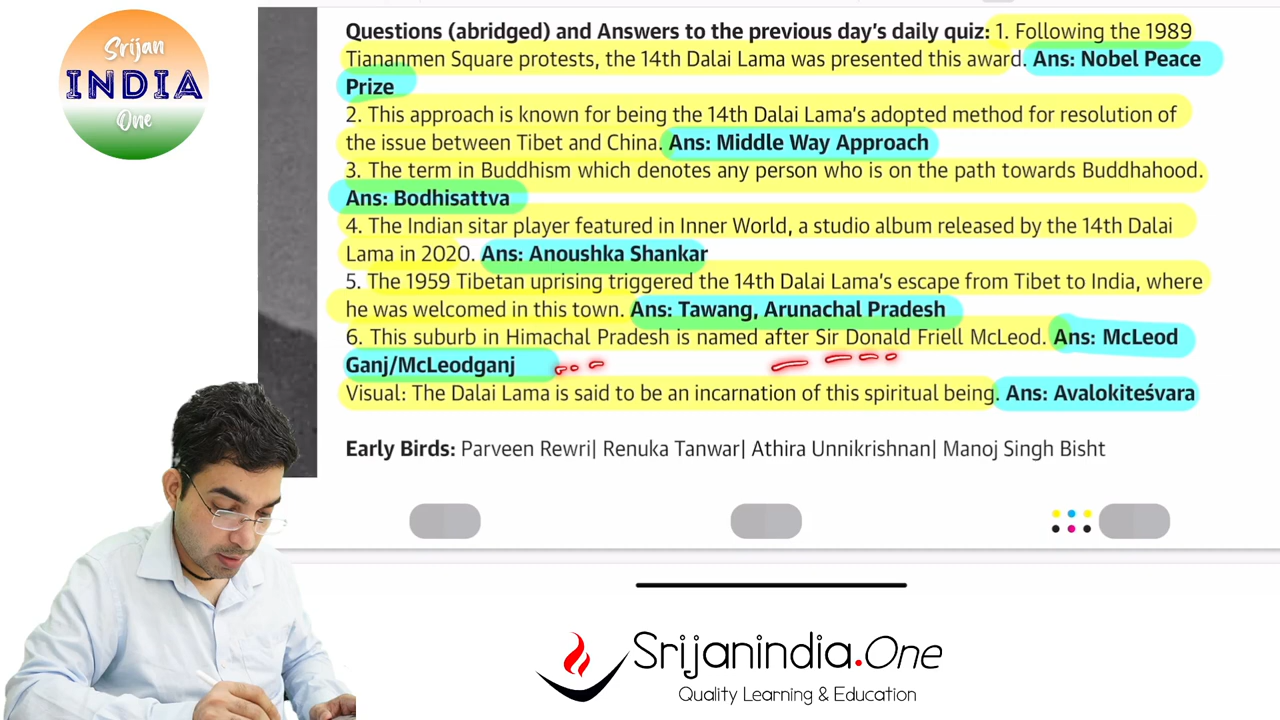 Srijan
INDIA
One
Questions (abridged) and Answers to the previous day's daily quiz: 1. Following the 1989
Tiananmen Square protests, the 14th Dalai Lama was presented this award. Ans: Nobel Peace
Prize
2. This approach is known for being the 14th Dalai Lama's adopted method for resolution of
the issue between Tibet and China. Ans: Middle Way Approach
3. The term in Buddhism which denotes any person who is on the path towards Buddhahood.
Ans: Bodhisattva
4. The Indian sitar player featured in Inner World, a studio album released by the 14th Dalai
Lama in 2020. Ans: Anoushka Shankar
5. The 1959 Tibetan uprising triggered the 14th Dalai Lama's escape from Tibet to India, where
he was welcomed in this town. Ans: Tawang, Arunachal Pradesh
6. This suburb in Himachal Pradesh is named after Sir Donald Friell McLeod. Ans: McLeod
Ganj/McLeodganj
Visual: The Dalai Lama is said to be an incarnation of this spiritual being. Ans: Avalokiteśvara
Early Birds: Parveen Rewri| Renuka Tanwar| Athira Unnikrishnan| Manoj Singh Bisht
Srijanindia.One
Quality Learning & Education